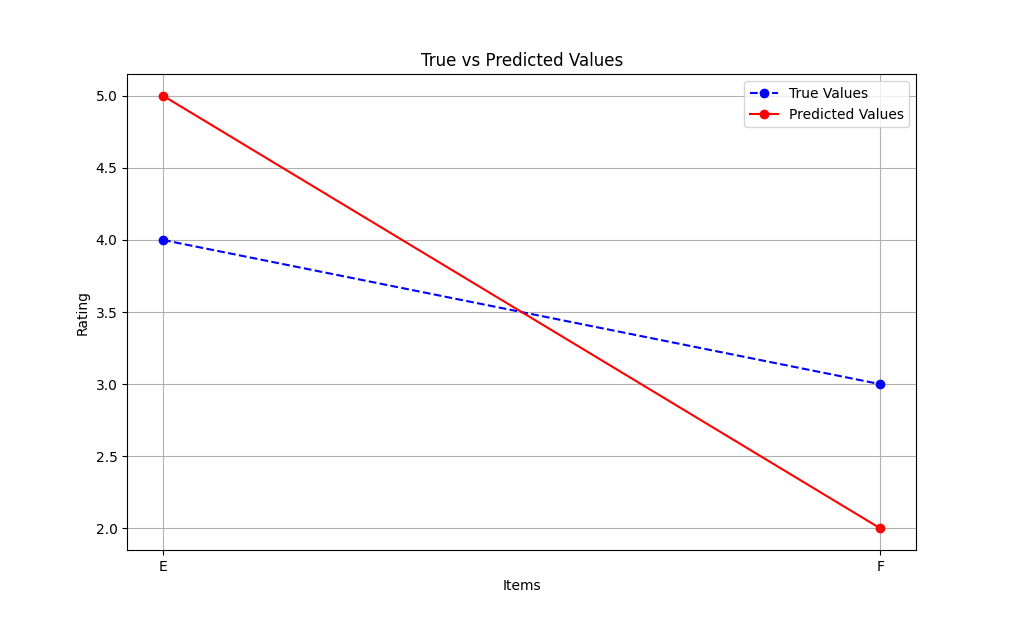 True vs Predicted Values
True Values
Predicted Values
5.0
4.5
4.0
3.5
3.0
2.5
2.0
Rating
E
F
Items